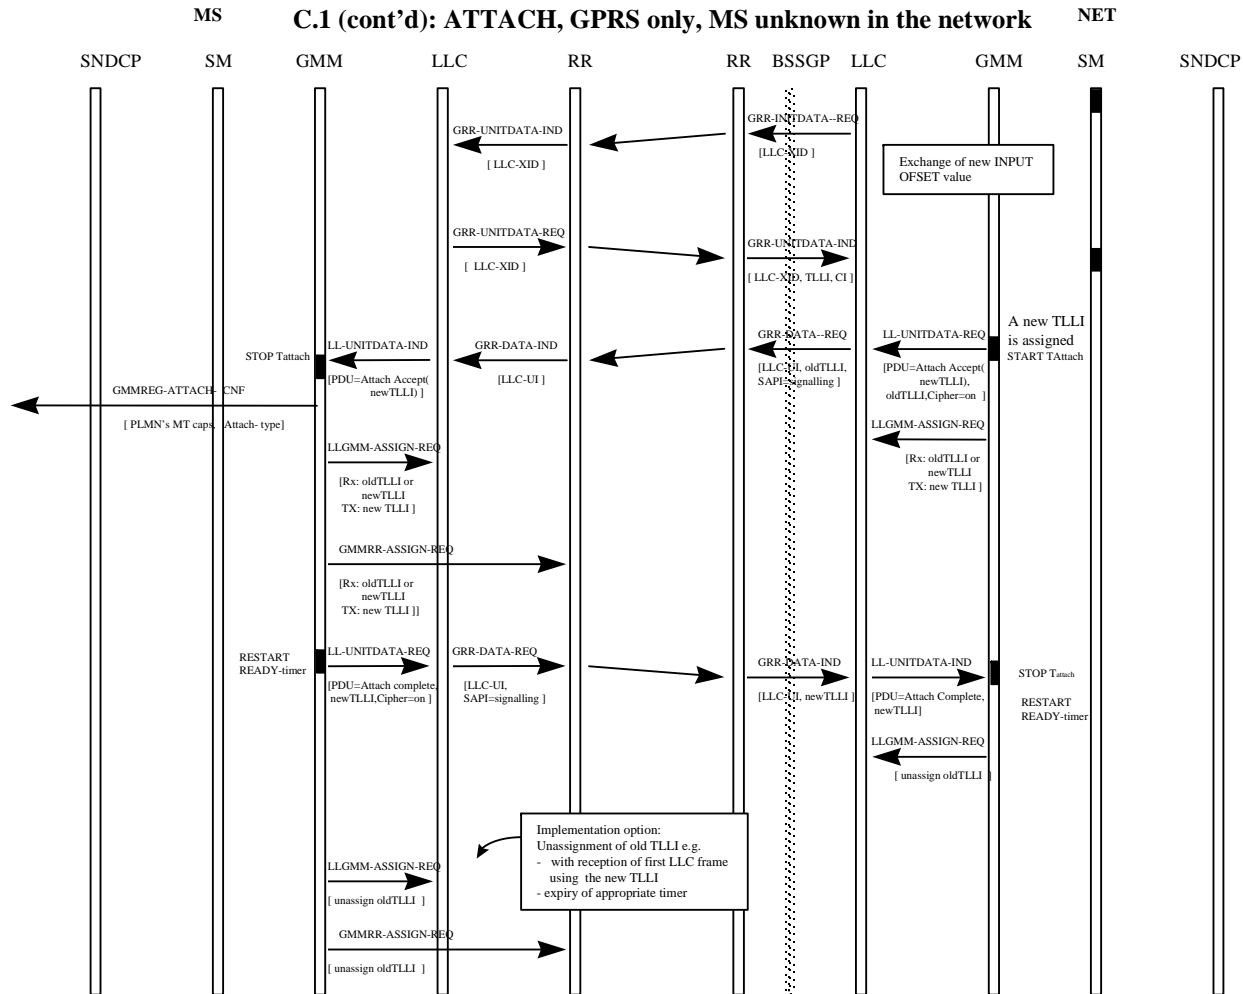 MS
C.1 (cont'd): ATTACH, GPRS only, MS unknown in the network
NET
SNDCP
SM
GMM
LLC
RR
RR
BSSGP
LLC
GMM
SM
SNDCP
GRR-UNITDATA-IND
[ LLC-XID ]
GRR-INITDATA--REQ
[LLC-XID ]
Exchange of new INPUT
OFSET value
GRR-UNITDATA-REQ
[ LLC-XID ]
GRR-UNITDATA-IND
[ LLC-XID, TLLI, CI ]
STOP Tattach
LL-UNITDATA-IND
[PDU=Attach Accept(
newTLLI) ]
GRR-DATA-IND
[LLC-UI ]
GRR-DATA--REQ
[LLC-UI, oldTLLI,
SAPI=signalling ]
LL-UNITDATA-REQ
[PDU=Attach Accept(
newTLLI),
oldTLLI,Cipher=on ]
A new TLLI
is assigned
START TAttach
GMMREG-ATTACH- CNF
[ PLMN's MT caps, Attach- type]
LLGMM-ASSIGN-REQ
[Rx: oldTLLI or
newTLLI
TX: new TLLI ]
LLGMM-ASSIGN-REQ
[Rx: oldTLLI or
newTLLI
TX: new TLLI ]
GMMRR-ASSIGN-REQ
[Rx: oldTLLI or
newTLLI
TX: new TLLI ]]
RESTART
READY-timer
LL-UNITDATA-REQ
[PDU=Attach complete,
newTLLI,Cipher=on ]
GRR-DATA-REQ
[LLC-UI,
SAPI=signalling ]
GRR-DATA-IND
[LLC-UI, newTLLI ]
LL-UNITDATA-IND
[PDU=Attach Complete,
newTLLI]
STOP Tattach
RESTART
READY-timer
LLGMM-ASSIGN-REQ
[ unassign oldTLLI ]
Implementation option:
Unassignment of old TLLI e.g.
- with reception of first LLC frame
using the new TLLI
- expiry of appropriate timer
LLGMM-ASSIGN-REQ
[ unassign oldTLLI ]
GMMRR-ASSIGN-REQ
[ unassign oldTLLI ]